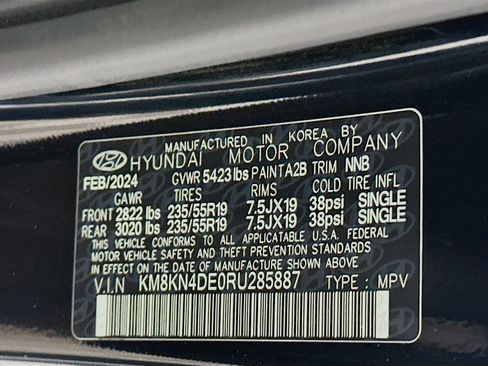 MANUFACTURED IN KOREA BY
HYUNDAI MOTOR COMPANY
FEB/2024 GVWR 5423 lbs PAINT A2B TRIM NNB
GAWR TIRES RIMS COLD TIRE INFL
FRONT 2822 lbs 235/55R19 7.5JX19 38psi SINGLE
REAR 3020 lbs 235/55R19 7.5JX19 38psi SINGLE
THIS VEHICLE CONFORMS TO ALL APPLICATABLE U.S.A. FEDERAL
MOTOR VEHICLE SAFETY AND THEFT PREVENTION STANDARDS
IN EFFECT ON THE DATE OF MANUFACTURE SHOWN ABOVE
V.I.N KM8KN4DE0RU285887 TYPE : MPV